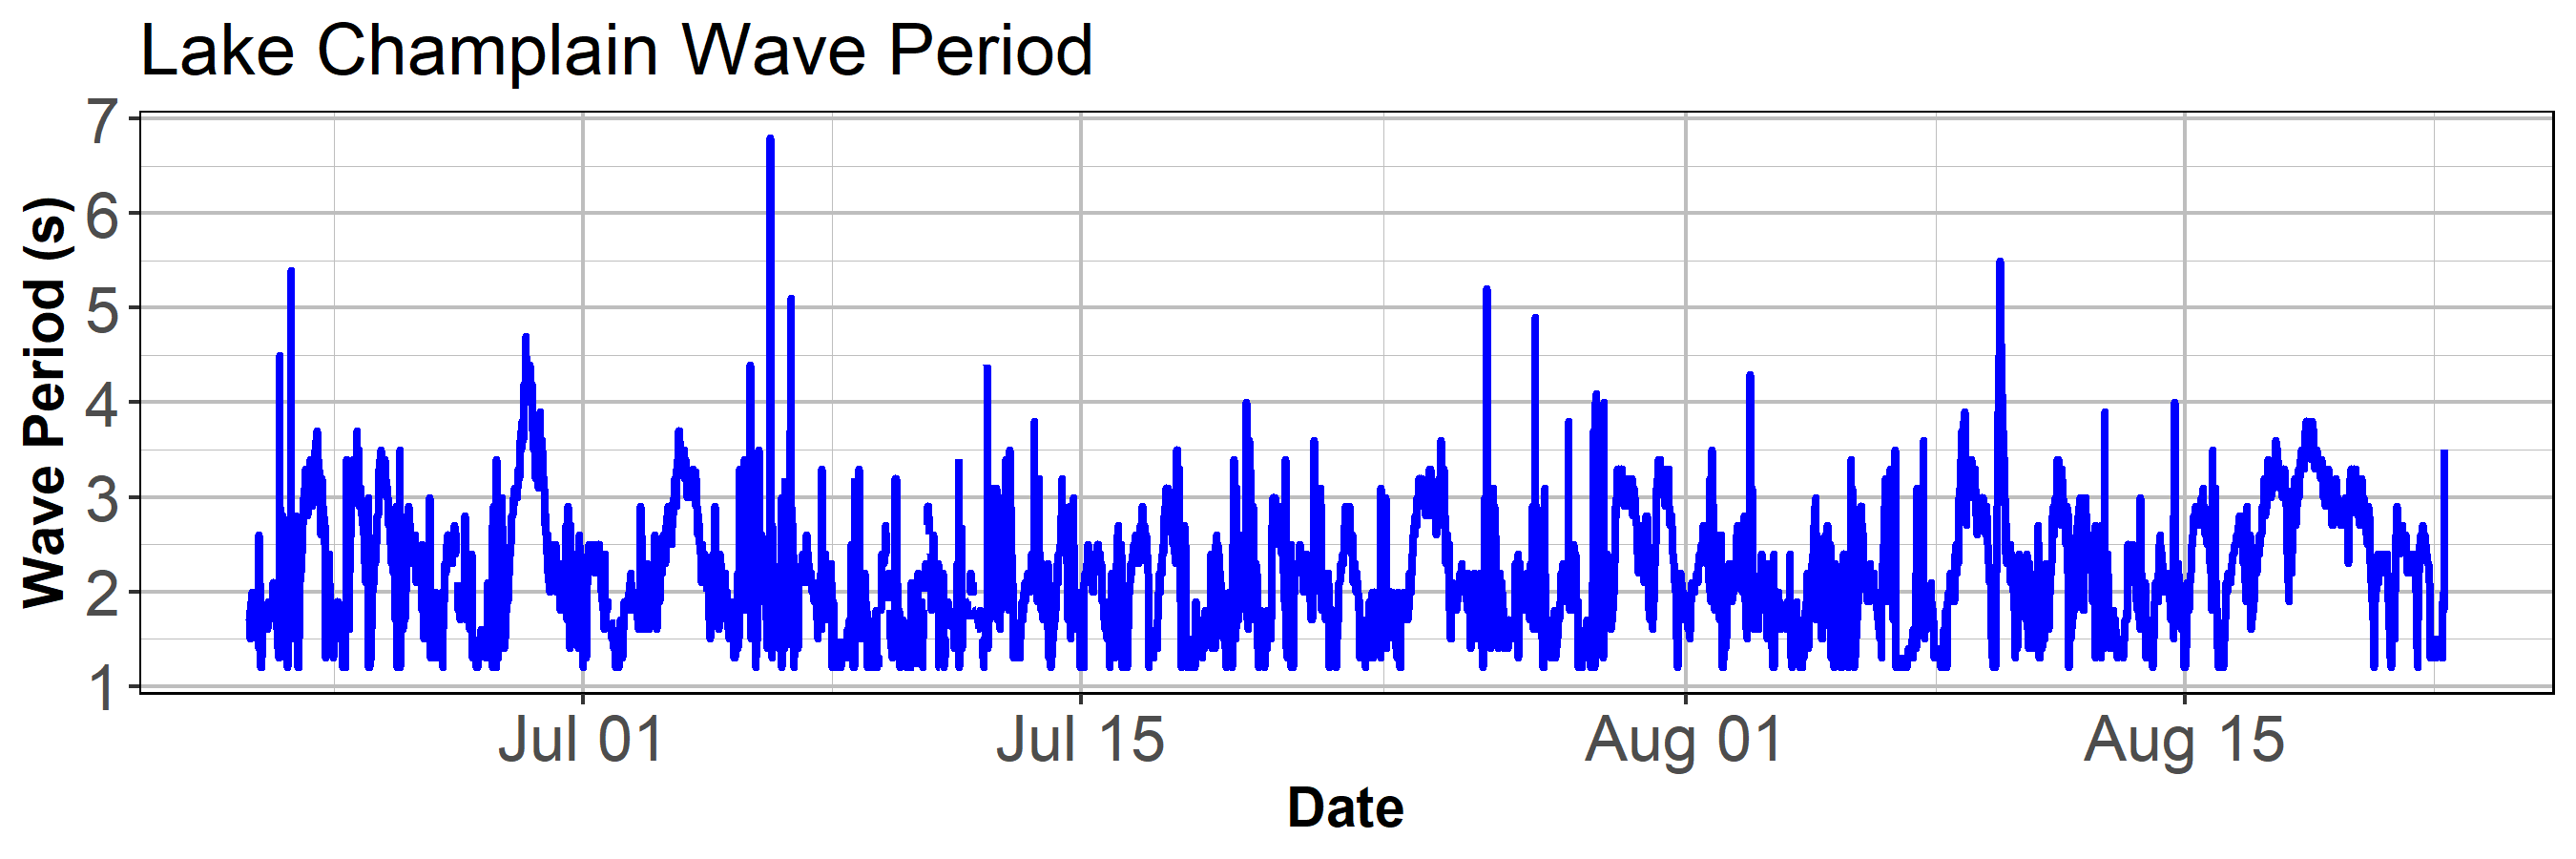 Lake Champlain Wave Period
Wave Period (s)
7
6
5
4
3
2
1
Jul 01
Jul 15
Aug 01
Aug 15
Date